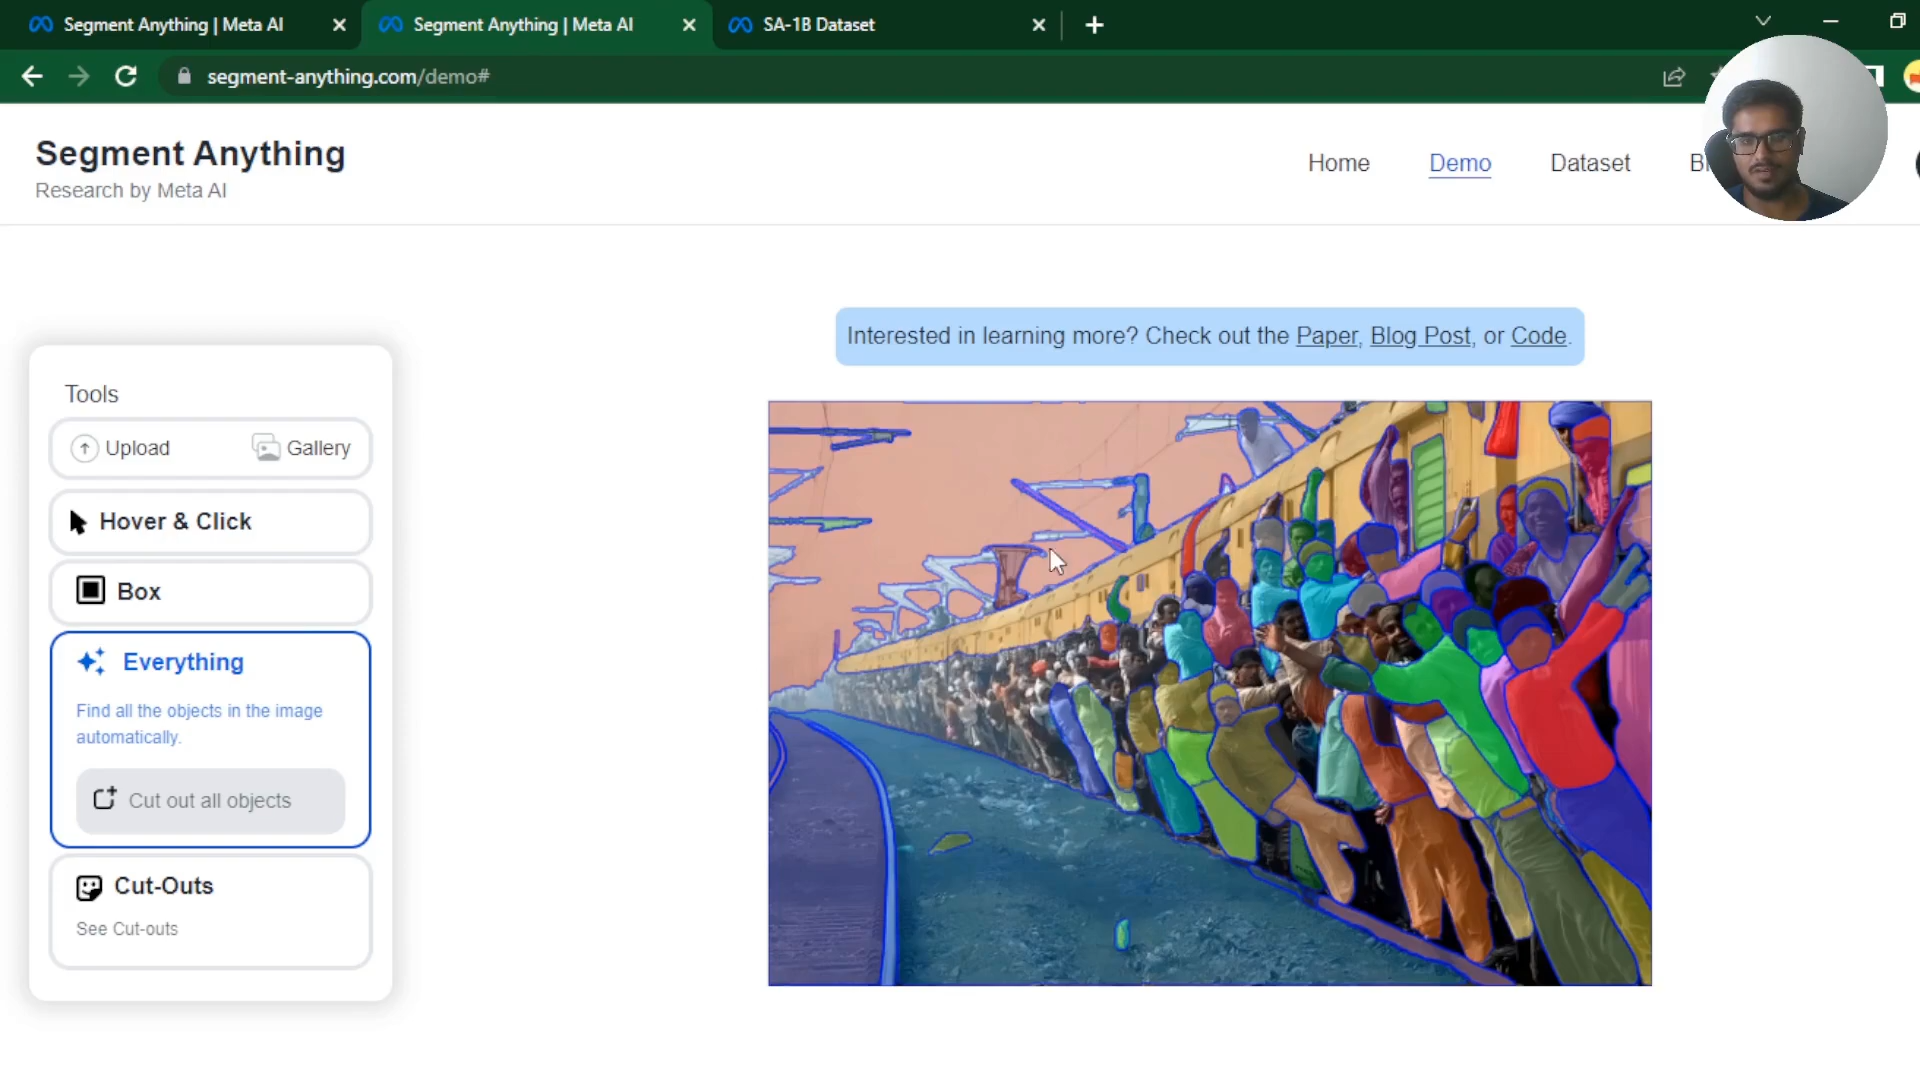 Segment Anything | Meta AI
Segment Anything | Meta AI
SA-1B Dataset
segment-anything.com/demo#
Segment Anything
Research by Meta AI
Home
Demo
Dataset
Interested in learning more? Check out the Paper, Blog Post, or Code.
Tools
Upload
Gallery
Hover & Click
Box
Everything
Find all the objects in the image
automatically.
Cut out all objects
Cut-Outs
See Cut-outs